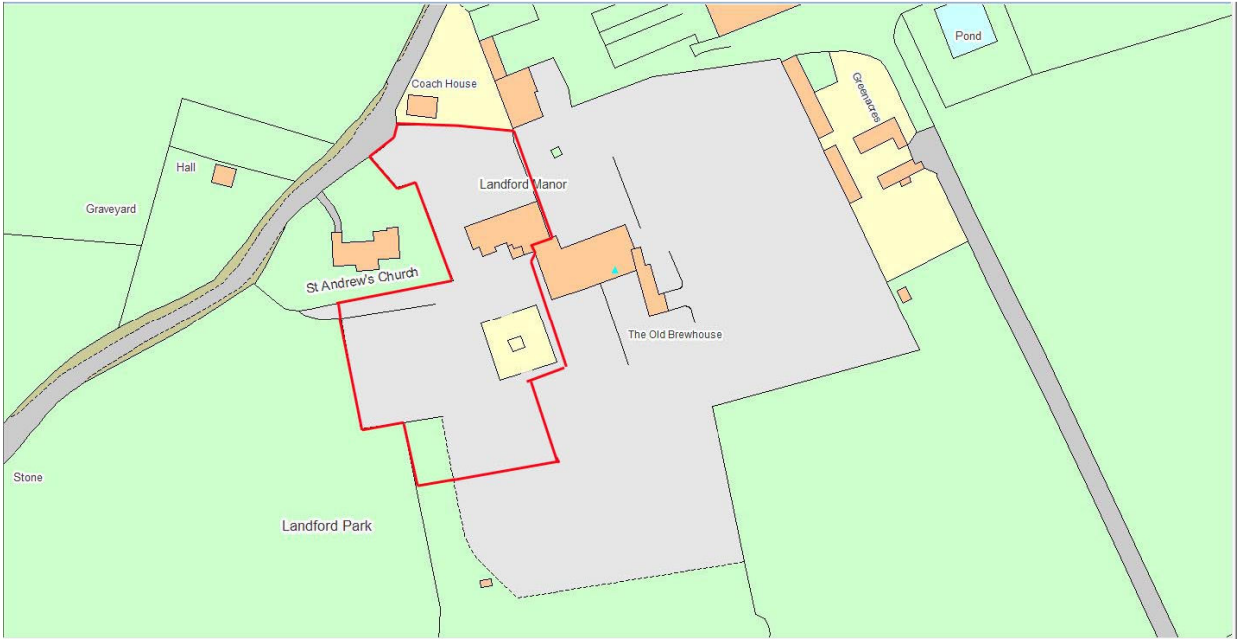 Pond
Coach House
Greenacres
Hall
Landford Manor
Graveyard
St Andrew's Church
The Old Brewhouse
Stone
Landford Park